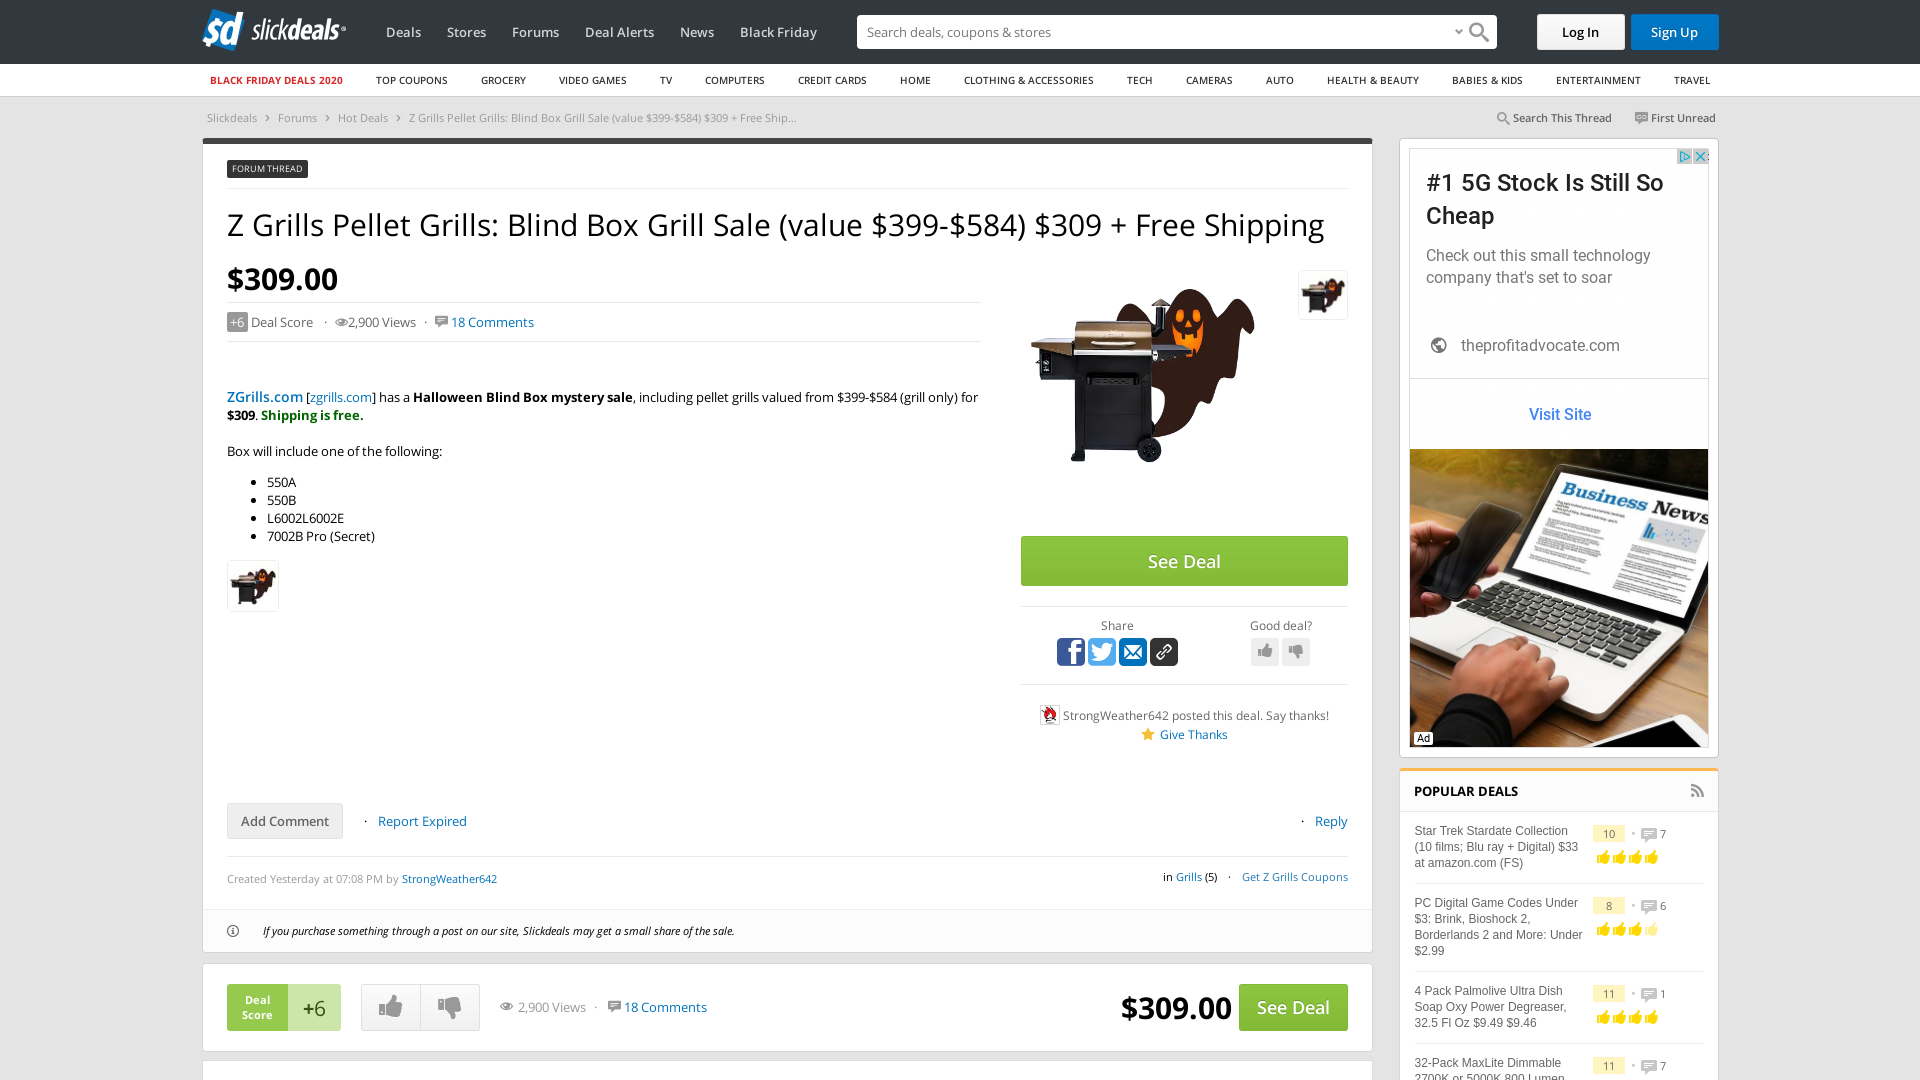 slickdeals
Deals
Stores
Forums
Deal Alerts
News
Black Friday
Search deals, coupons & stores
Log In
Sign Up
BLACK FRIDAY DEALS 2020
TOP COUPONS
GROCERY
VIDEO GAMES
TV
COMPUTERS
CREDIT CARDS
HOME
CLOTHING & ACCESSORIES
TECH
CAMERAS
AUTO
HEALTH & BEAUTY
BABIES & KIDS
ENTERTAINMENT
TRAVEL
Slickdeals > Forums > Hot Deals > Z Grills Pellet Grills: Blind Box Grill Sale (value $399-$584) $309 + Free Ship...
Search This Thread
First Unread
FORUM THREAD
Z Grills Pellet Grills: Blind Box Grill Sale (value $399-$584) $309 + Free Shipping
$309.00
+6 Deal Score · 2,900 Views · 18 Comments
ZGrills.com [zgrills.com] has a Halloween Blind Box mystery sale, including pellet grills valued from $399-$584 (grill only) for
$309. Shipping is free.
Box will include one of the following:
550A
550B
L6002L6002E
7002B Pro (Secret)
See Deal
Share
Good deal?
StrongWeather642 posted this deal. Say thanks!
Give Thanks
Add Comment
· Report Expired
· Reply
Created Yesterday at 07:08 PM by StrongWeather642
in Grills (5) · Get Z Grills Coupons
If you purchase something through a post on our site, Slickdeals may get a small share of the sale.
Deal
Score
+6
2,900 Views · 18 Comments
$309.00
See Deal
#1 5G Stock Is Still So
Cheap
Check out this small technology
company that's set to soar
theprofitadvocate.com
Visit Site
Business News
Ad
POPULAR DEALS
Star Trek Stardate Collection
(10 films; Blu ray + Digital) $33
at amazon.com (FS)
10 • 7
PC Digital Game Codes Under
$3: Brink, Bioshock 2,
Borderlands 2 and More: Under
$2.99
8 • 6
4 Pack Palmolive Ultra Dish
Soap Oxy Power Degreaser,
32.5 Fl Oz $9.49 $9.46
11 • 1
32-Pack MaxLite Dimmable
2700K or 5000K 800 Lumen
11 • 7